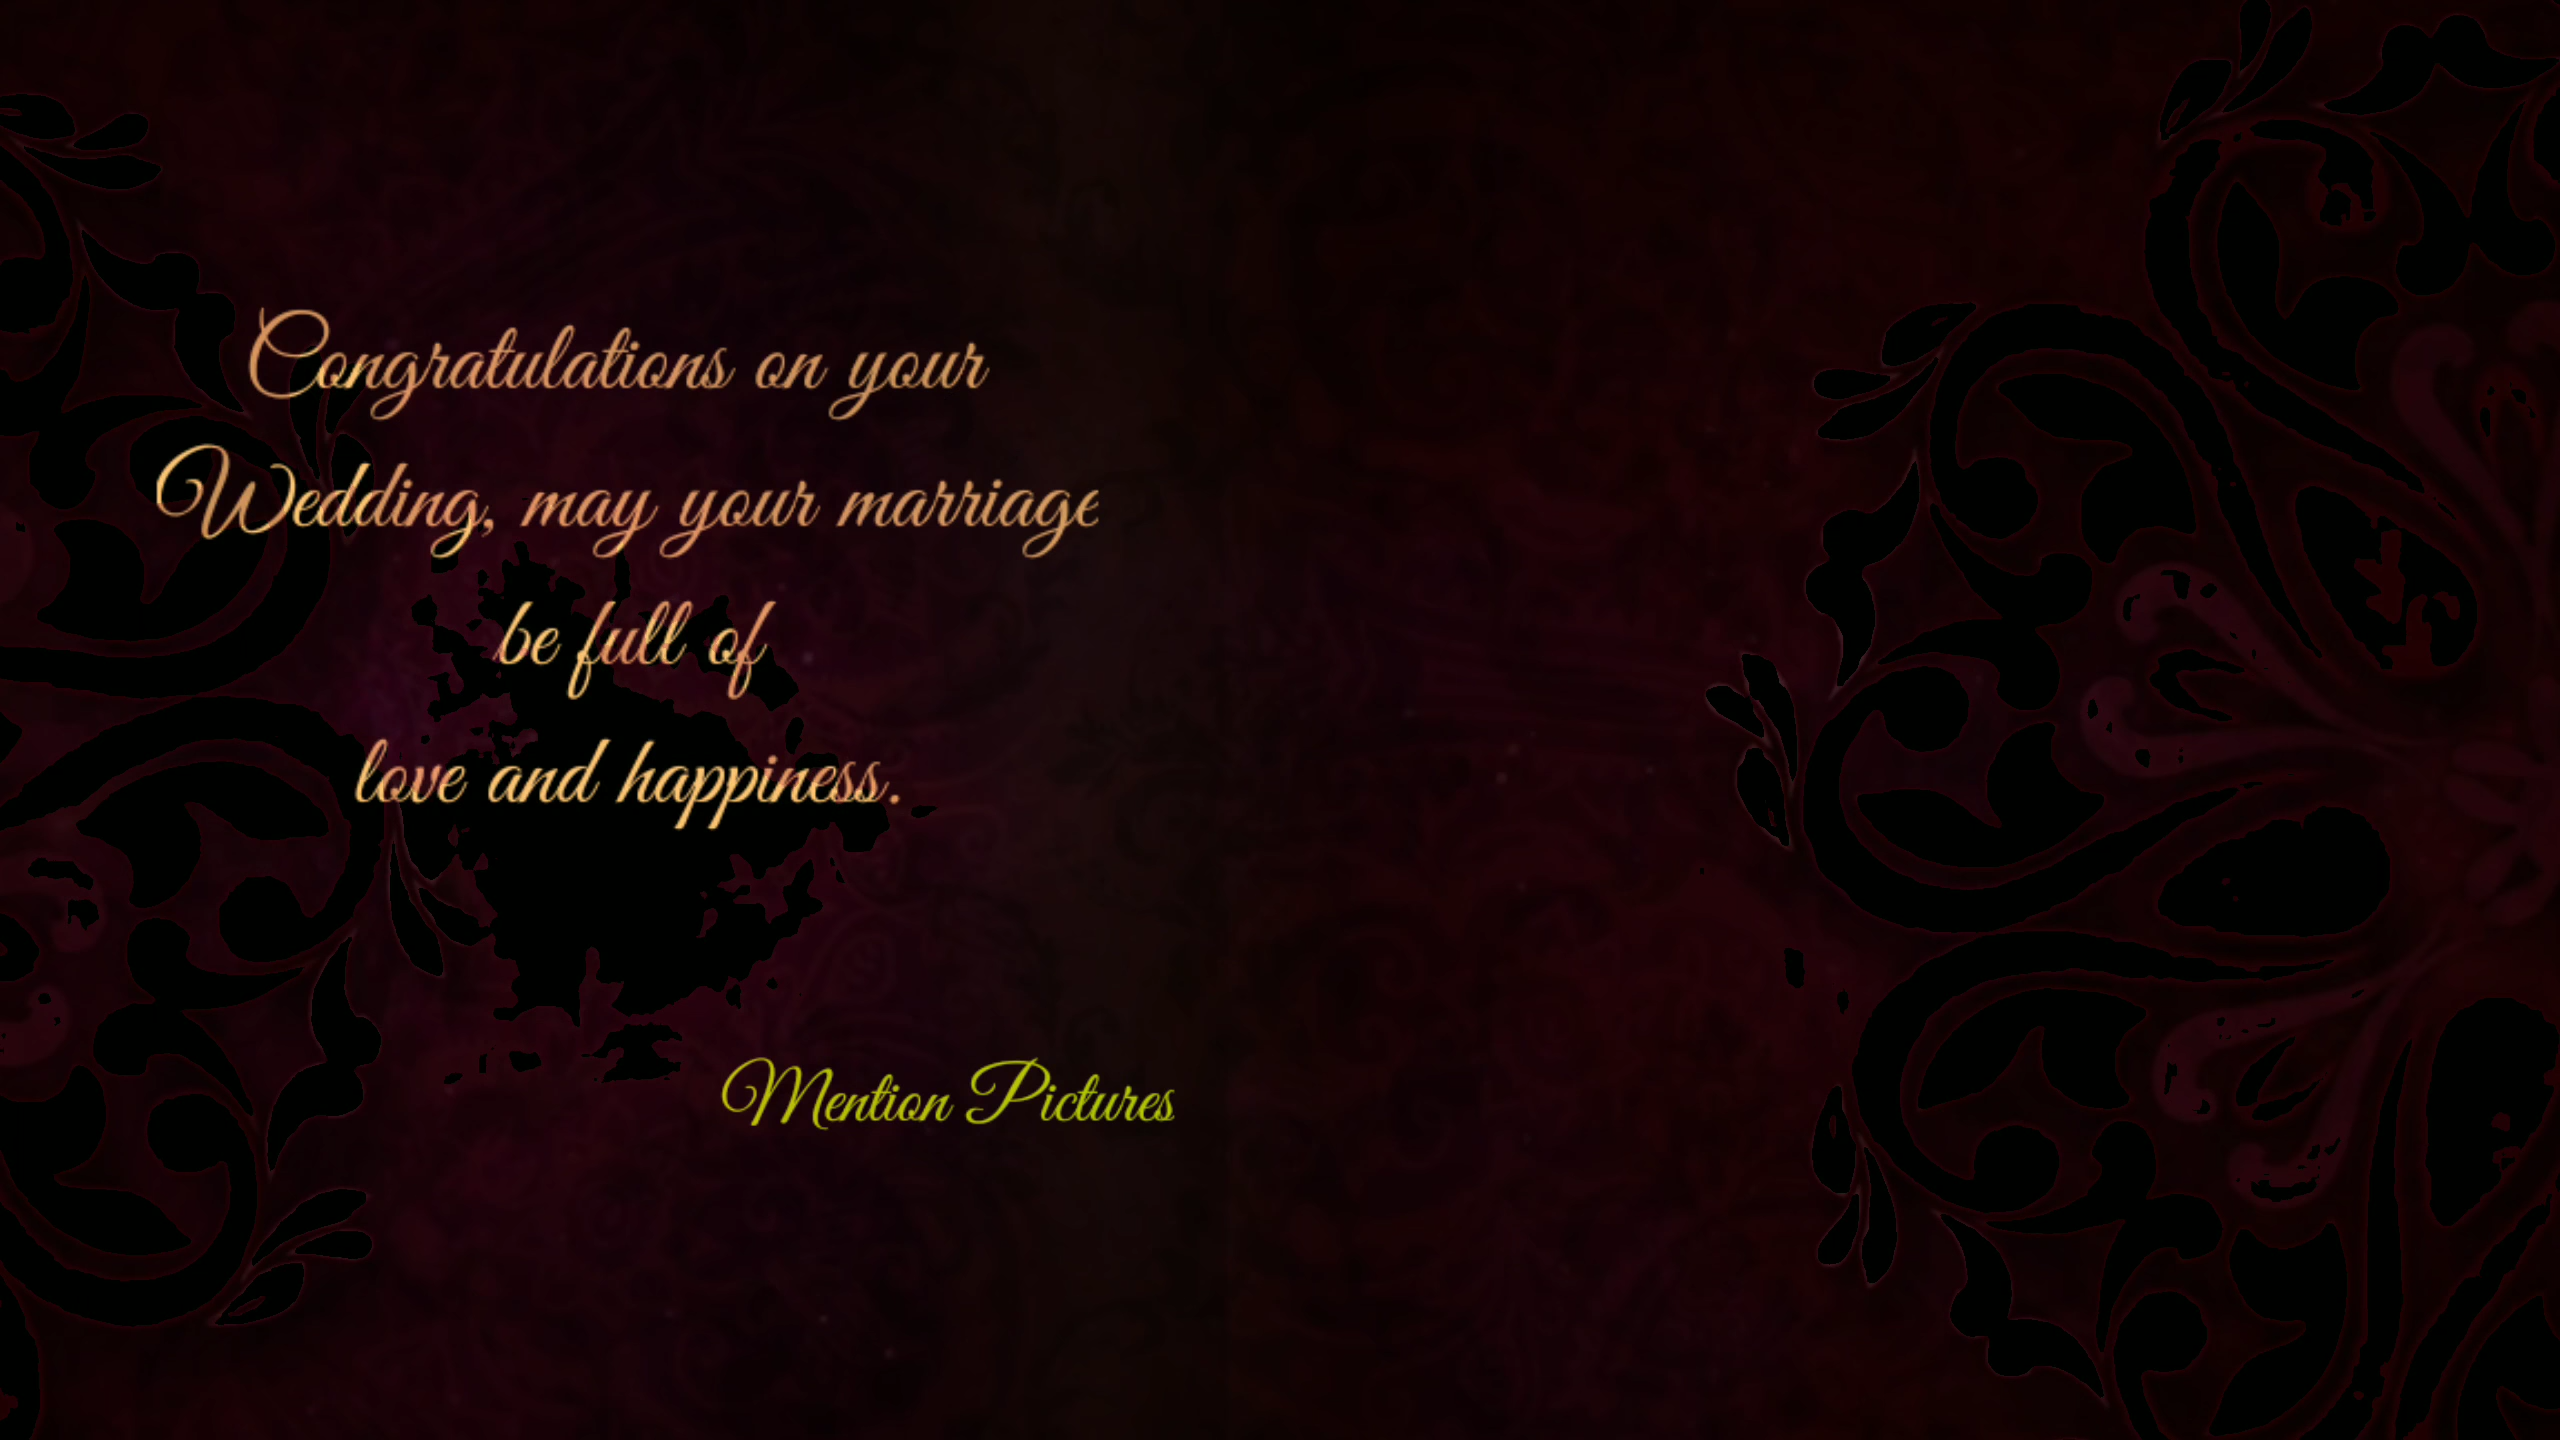 Congratulations on your
Wedding, may your marriage
be full of
love and happiness.
Mention Pictures